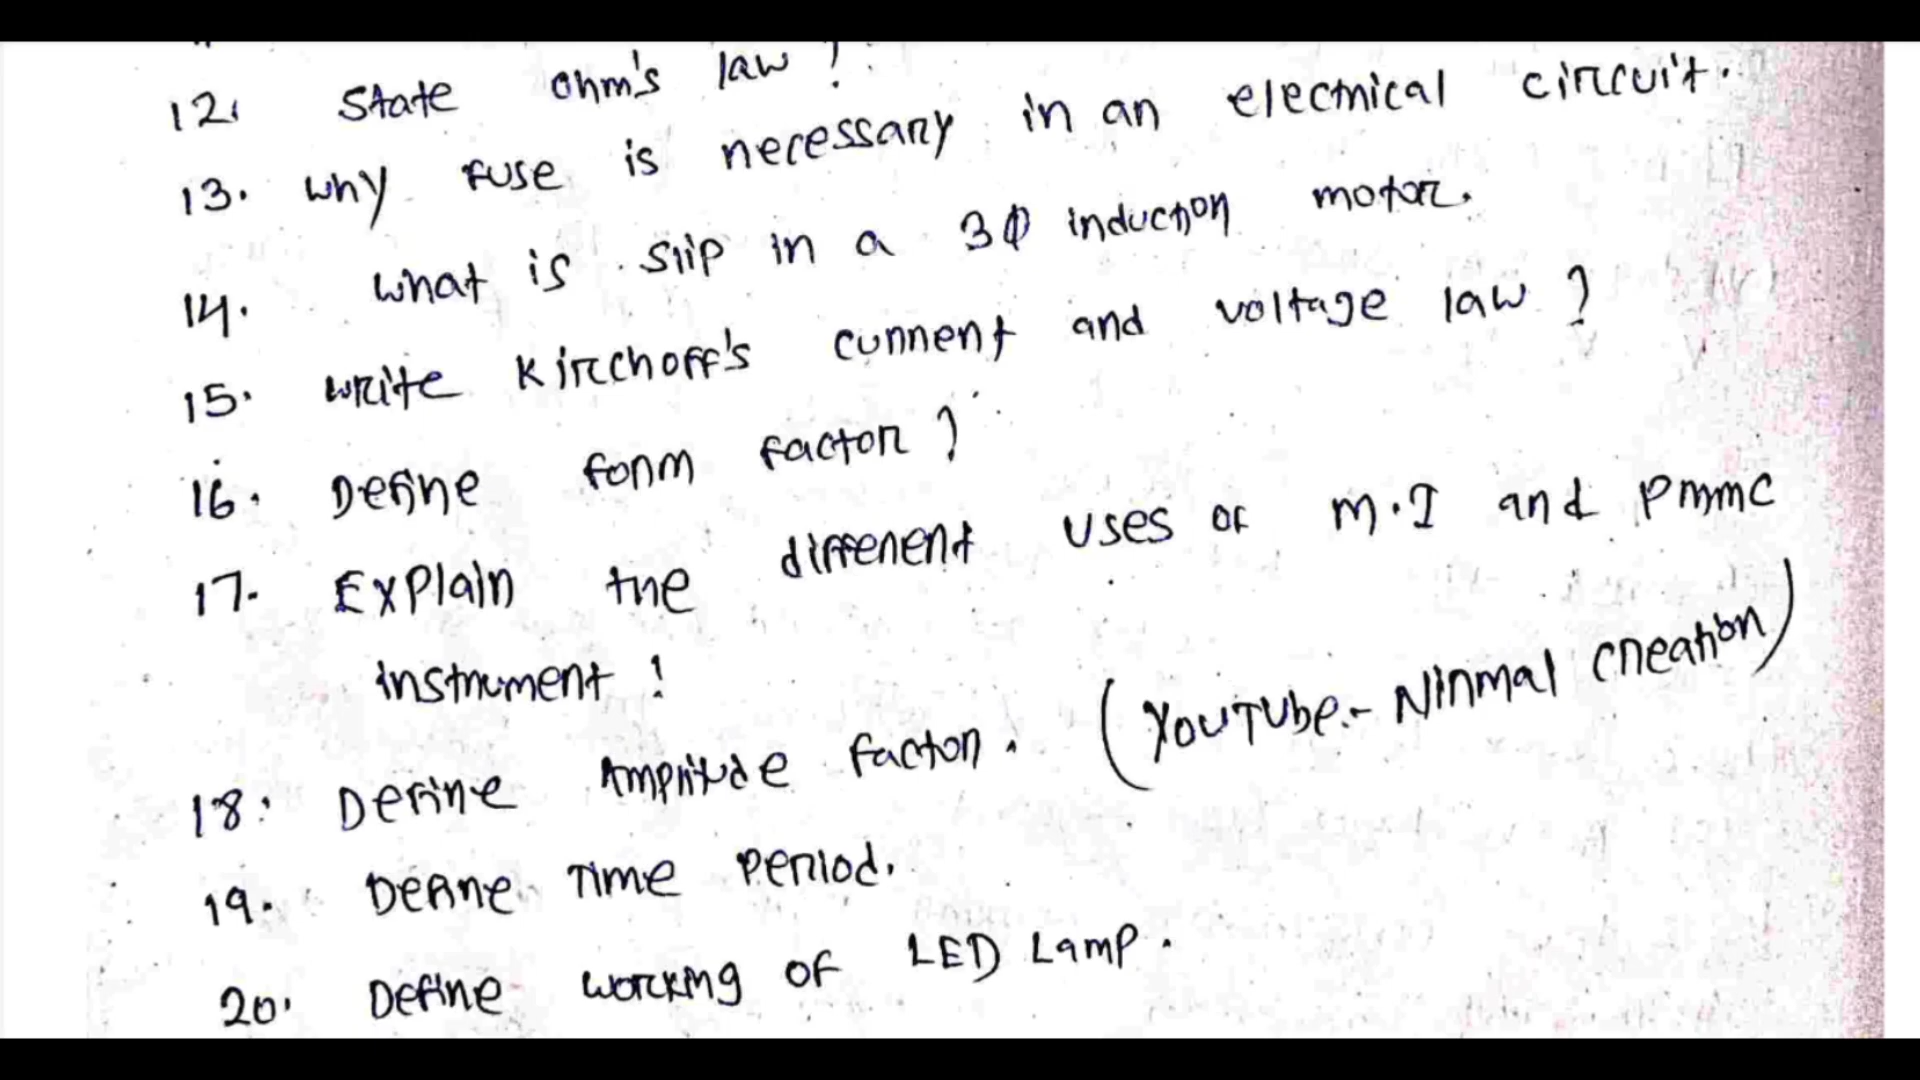 12. State ohm's law?
13. Why fuse is necessary in an electrical circuit.
14. What is slip in a 3Φ induction motor.
15. Write Kirchoff's current and voltage law?
16. Define form factor?
17. Explain the different uses of M.I and PMMC
instrument!
18. Define Amplitude factor. (YouTube.- Nirmal creation)
19. Define Time Period.
20. Define working of LED Lamp.